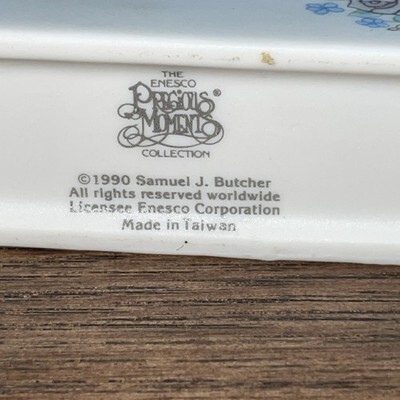 THE
ENESCO
PRECIOUS®
MOMENTS
COLLECTION
©1990 Samuel J. Butcher
All rights reserved worldwide
Licensee Enesco Corporation
Made in Taiwan